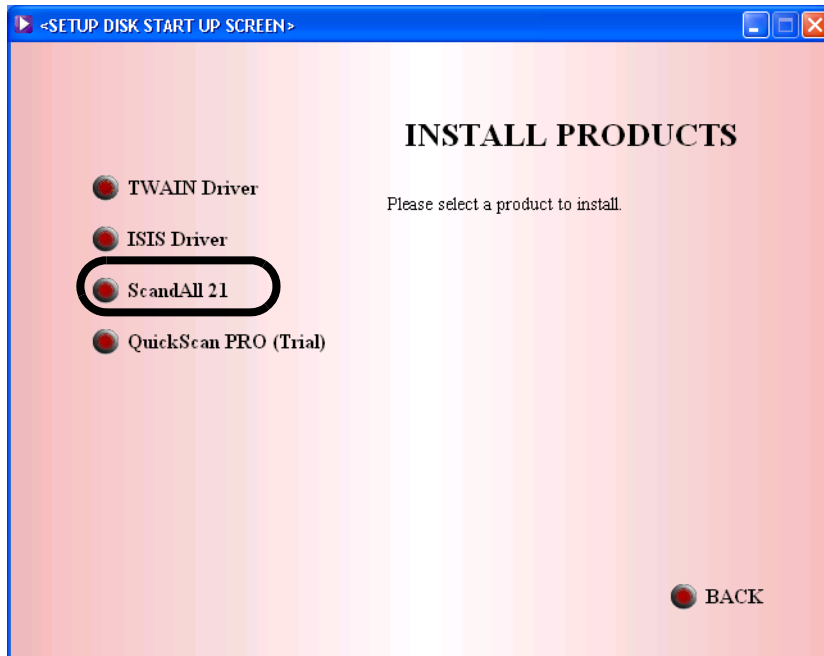 <SETUP DISK START UP SCREEN>
INSTALL PRODUCTS
TWAIN Driver
Please select a product to install.
ISIS Driver
ScandAll 21
QuickScan PRO (Trial)
BACK